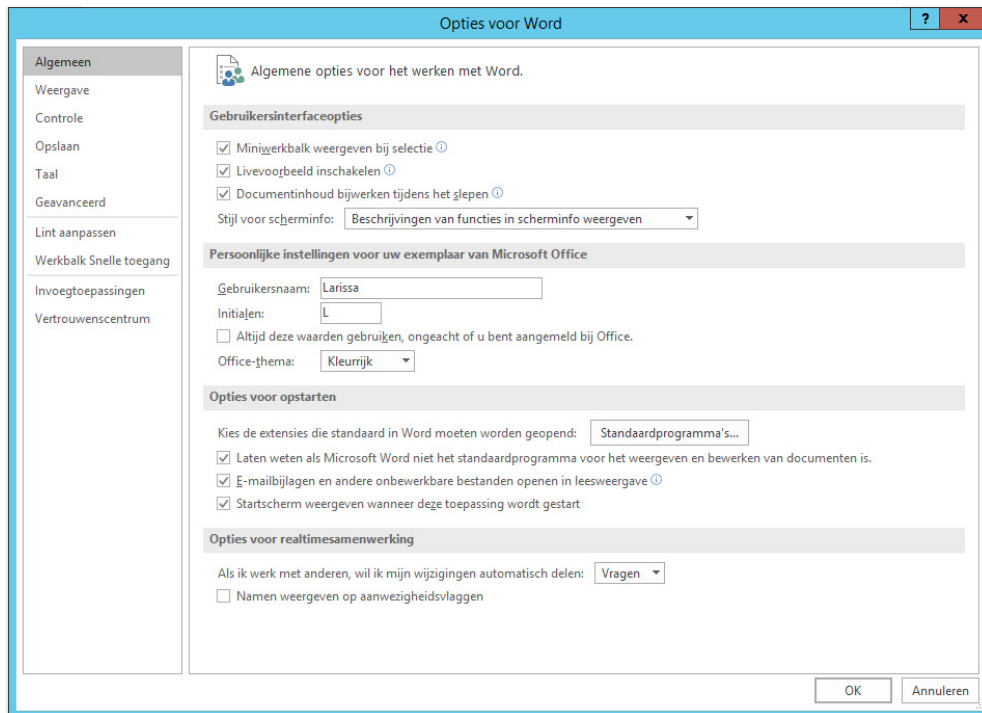 Opties voor Word
?
x
Algemeen
Weergave
Controle
Opslaan
Taal
Geavanceerd
Lint aanpassen
Werkbalk Snelle toegang
Invoegtoepassingen
Vertrouwenscentrum
Algemene opties voor het werken met Word.
Gebruikersinterfaceopties
Miniwerkbalk weergeven bij selectie
Livevoorbeeld inschakelen
Documentinhoud bijwerken tijdens het slepen
Stijl voor scherminfo: Beschrijvingen van functies in scherminfo weergeven
Persoonlijke instellingen voor uw exemplaar van Microsoft Office
Gebruikersnaam: Larissa
Initialen: L
Altijd deze waarden gebruiken, ongeacht of u bent aangemeld bij Office.
Office-thema: Kleurrijk
Opties voor opstarten
Kies de extensies die standaard in Word moeten worden geopend: Standaardprogramma's...
Laten weten als Microsoft Word niet het standaardprogramma voor het weergeven en bewerken van documenten is.
E-mailbijlagen en andere onbewerkbare bestanden openen in leesweergave
Startscherm weergeven wanneer deze toepassing wordt gestart
Opties voor realtimesamenwerking
Als ik werk met anderen, wil ik mijn wijzigingen automatisch delen: Vragen
Namen weergeven op aanwezigheidsvlaggen
OK
Annuleren